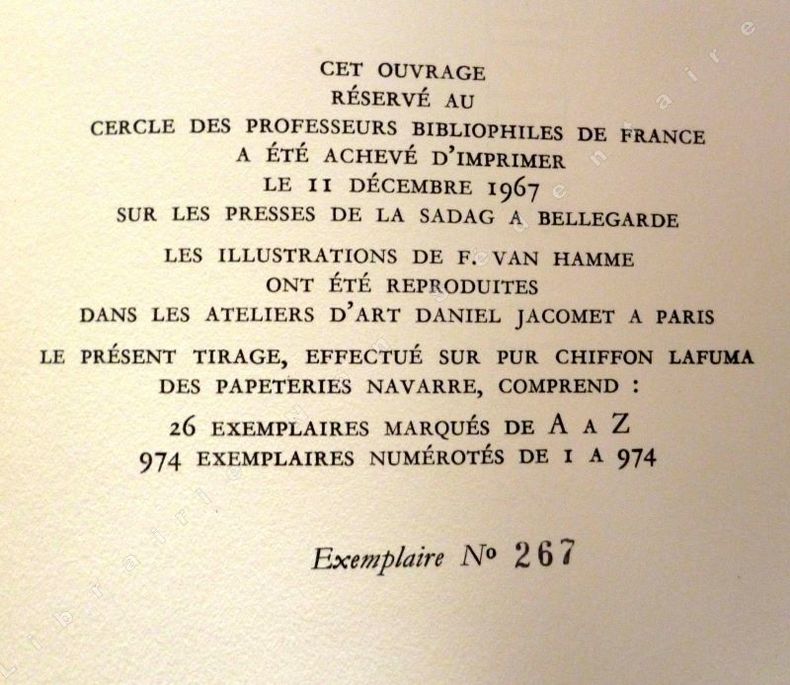 CET OUVRAGE
RÉSERVÉ AU
CERCLE DES PROFESSEURS BIBLIOPHILES DE FRANCE
A ÉTÉ ACHEVÉ D'IMPRIMER
LE 11 DÉCEMBRE 1967
SUR LES PRESSES DE LA SADAG A BELLEGARDE
LES ILLUSTRATIONS DE F. VAN HAMME
ONT ÉTÉ REPRODUITES
DANS LES ATELIERS D'ART DANIEL JACOMET A PARIS
LE PRÉSENT TIRAGE, EFFECTUÉ SUR PUR CHIFFON LAFUMA
DES PAPETERIES NAVARRE, COMPREND :
26 EXEMPLAIRES MARQUÉS DE A A Z
974 EXEMPLAIRES NUMÉROTÉS DE 1 A 974
Exemplaire Nº 267
Librairie